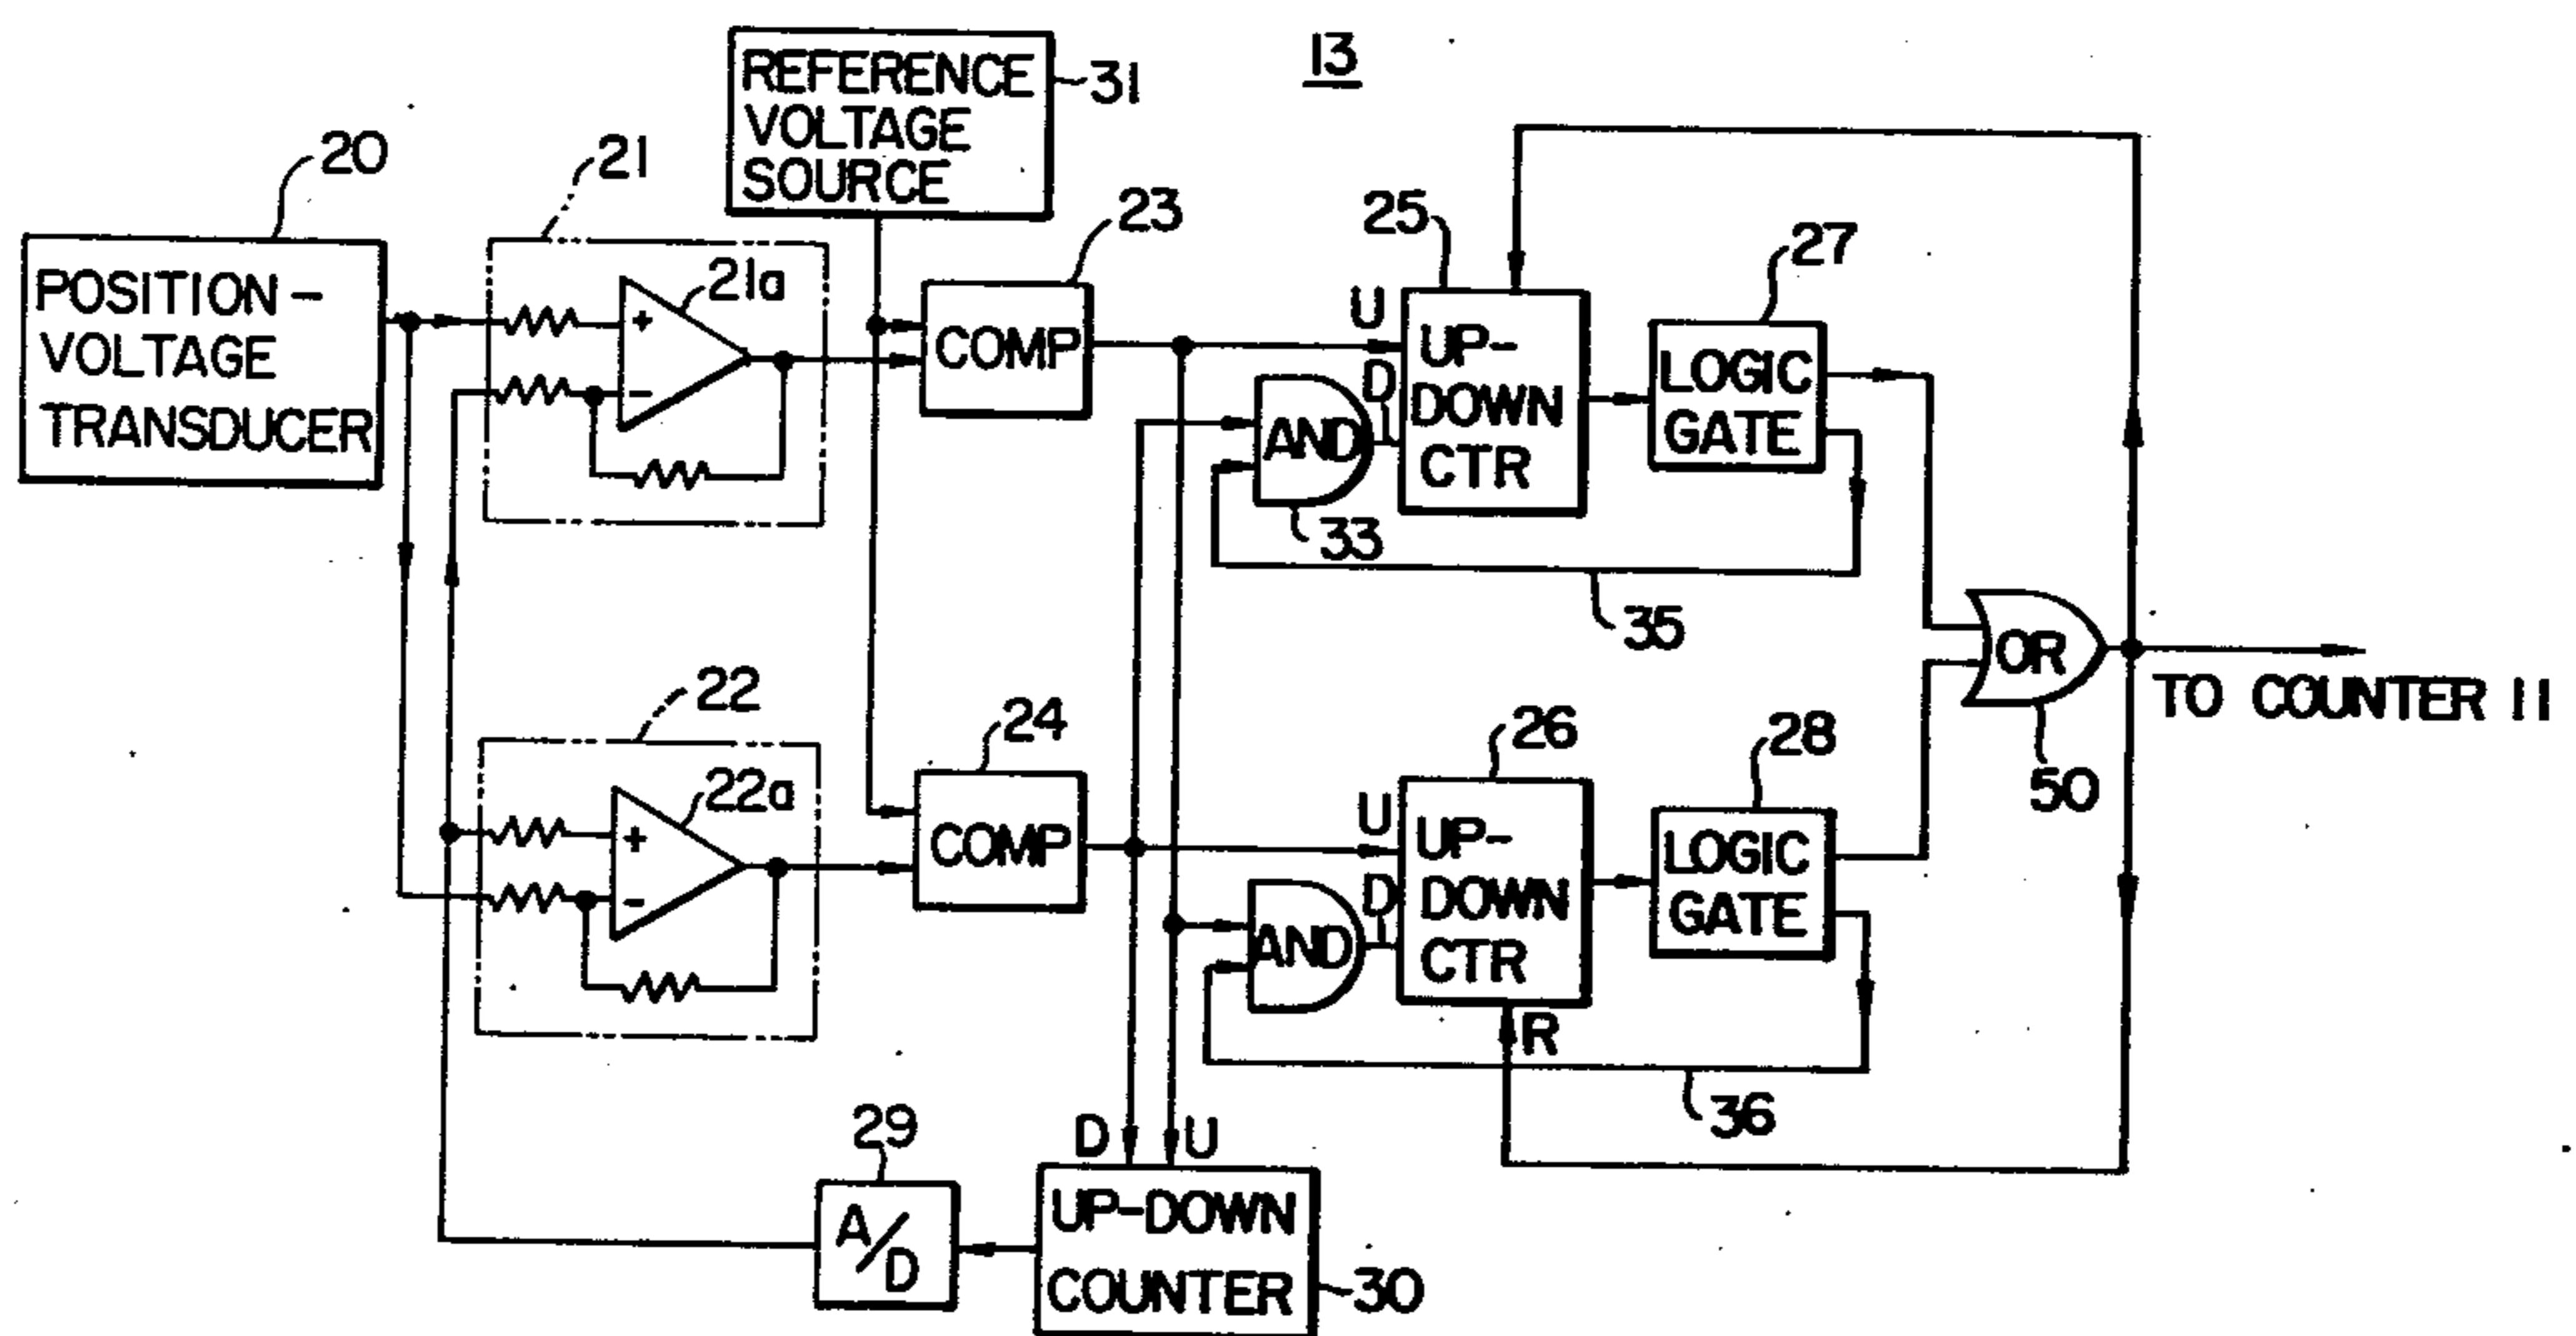 13
REFERENCE
VOLTAGE
SOURCE
31
20
POSITION-
VOLTAGE
TRANSDUCER
21
21a
+
-
23
COMP
25
U
D
UP-
DOWN
CTR
27
LOGIC
GATE
AND
33
35
22
22a
+
-
24
COMP
26
U
D
UP-
DOWN
CTR
R
28
LOGIC
GATE
AND
36
OR
50
TO COUNTER 11
29
A/D
D
U
UP-DOWN
COUNTER
30